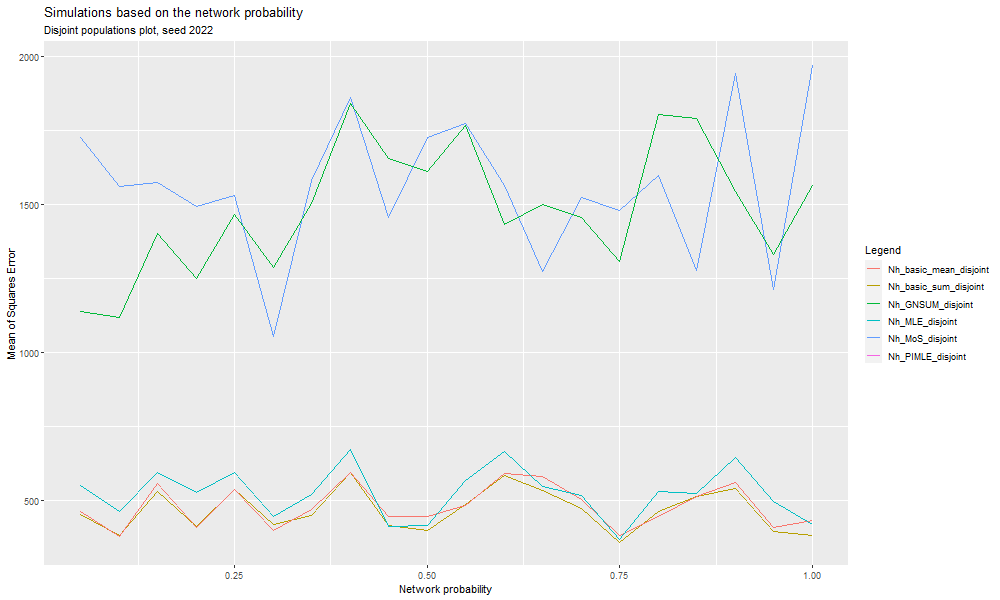 Simulations based on the network probability
Disjoint populations plot, seed 2022
2000
1500
1000
500
Mean of Squares Error
0.25
0.50
0.75
1.00
Network probability
Legend
Nh_basic_mean_disjoint
Nh_basic_sum_disjoint
Nh_GNSUM_disjoint
Nh_MLE_disjoint
Nh_MoS_disjoint
Nh_PIMLE_disjoint